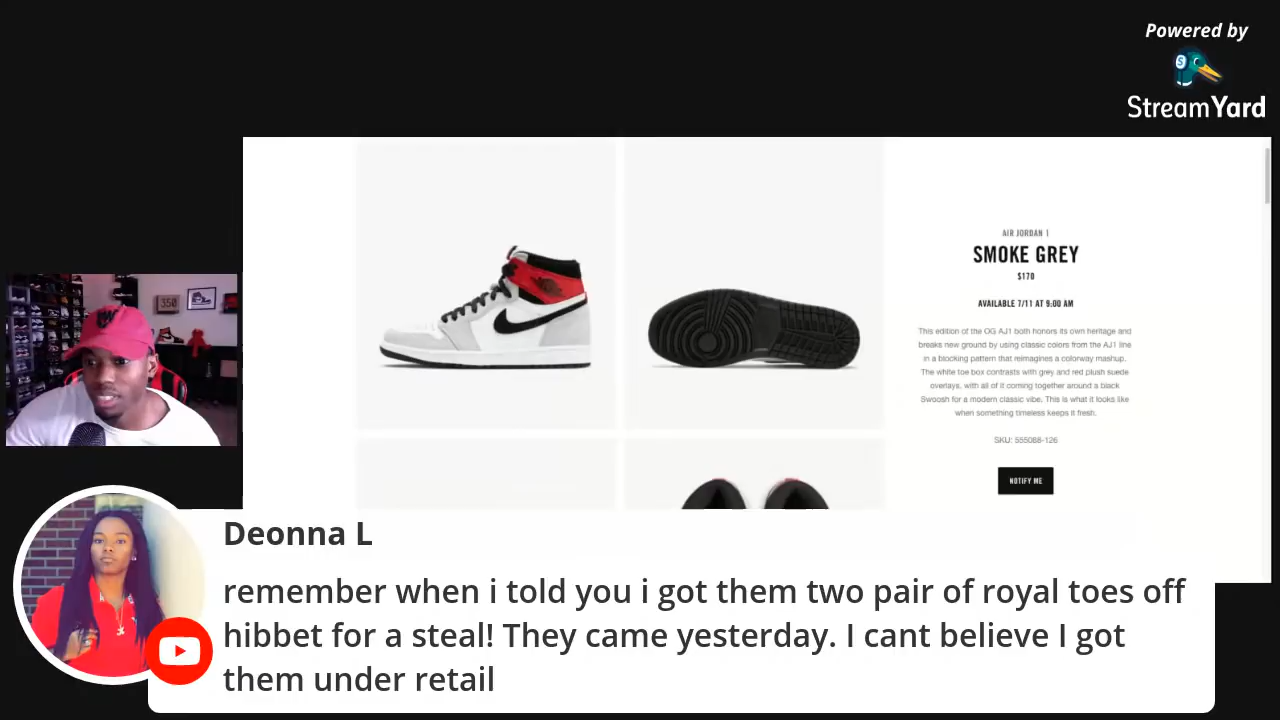 Powered by
StreamYard
AIR JORDAN 1
SMOKE GREY
$170
AVAILABLE 7/11 AT 9:00 AM
This edition of the OG AJ1 both honors its own heritage and
breaks new ground by using classic colors from the AJ1 line
in a blocking pattern that reimagines a colorway mashup.
The white toe box contrasts with grey and red plush suede
overlays, with all of it coming together around a black
Swoosh for a modern classic vibe. This is what it looks like
when something timeless keeps it fresh.
SKU: 555088-126
NOTIFY ME
350
Deonna L
remember when i told you i got them two pair of royal toes off
hibbet for a steal! They came yesterday. I cant believe I got
them under retail